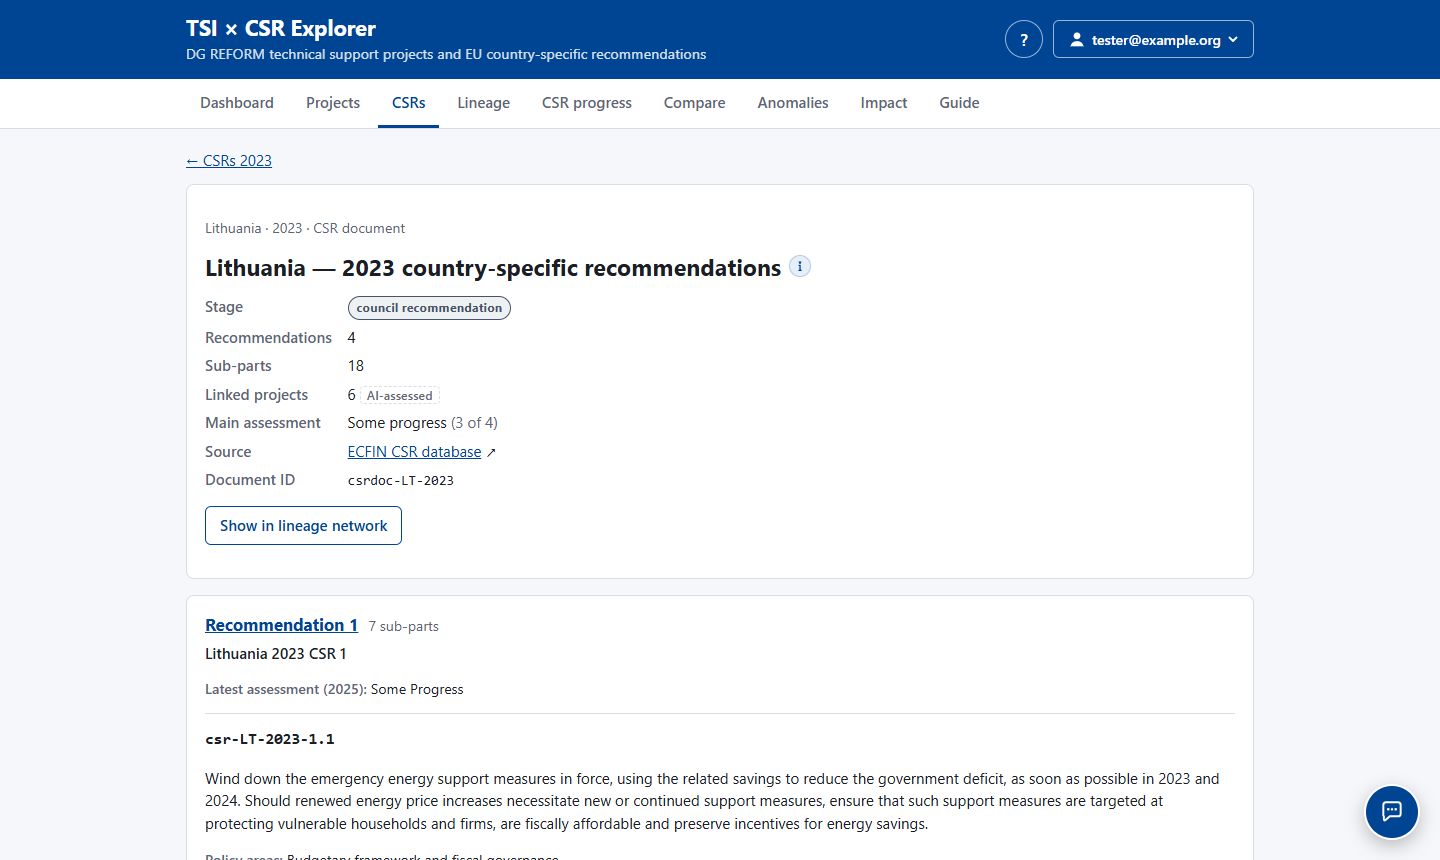 TSI × CSR Explorer
DG REFORM technical support projects and EU country-specific recommendations
?
tester@example.org
Dashboard
Projects
CSRs
Lineage
CSR progress
Compare
Anomalies
Impact
Guide
← CSRs 2023
Lithuania · 2023 · CSR document
Lithuania — 2023 country-specific recommendations i
Stage council recommendation
Recommendations 4
Sub-parts 18
Linked projects 6 AI-assessed
Main assessment Some progress (3 of 4)
Source ECFIN CSR database ↗
Document ID csrdoc-LT-2023
Show in lineage network
Recommendation 1 7 sub-parts
Lithuania 2023 CSR 1
Latest assessment (2025): Some Progress
csr-LT-2023-1.1
Wind down the emergency energy support measures in force, using the related savings to reduce the government deficit, as soon as possible in 2023 and
2024. Should renewed energy price increases necessitate new or continued support measures, ensure that such support measures are targeted at
protecting vulnerable households and firms, are fiscally affordable and preserve incentives for energy savings.
Policy areas: Budgetary framework and fiscal governance